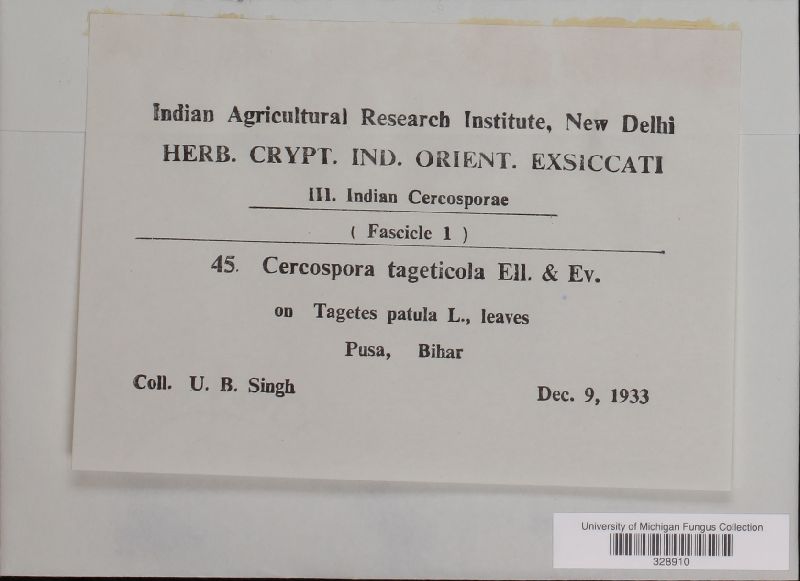 Indian Agricultural Research Institute, New Delhi
HERB. CRYPT. IND. ORIENT. EXSICCATI
III. Indian Cercosporae
( Fascicle 1 )
45. Cercospora tageticola Ell. & Ev.
on Tagetes patula L., leaves
Pusa, Bihar
Coll. U. B. Singh Dec. 9, 1933
University of Michigan Fungus Collection
328910